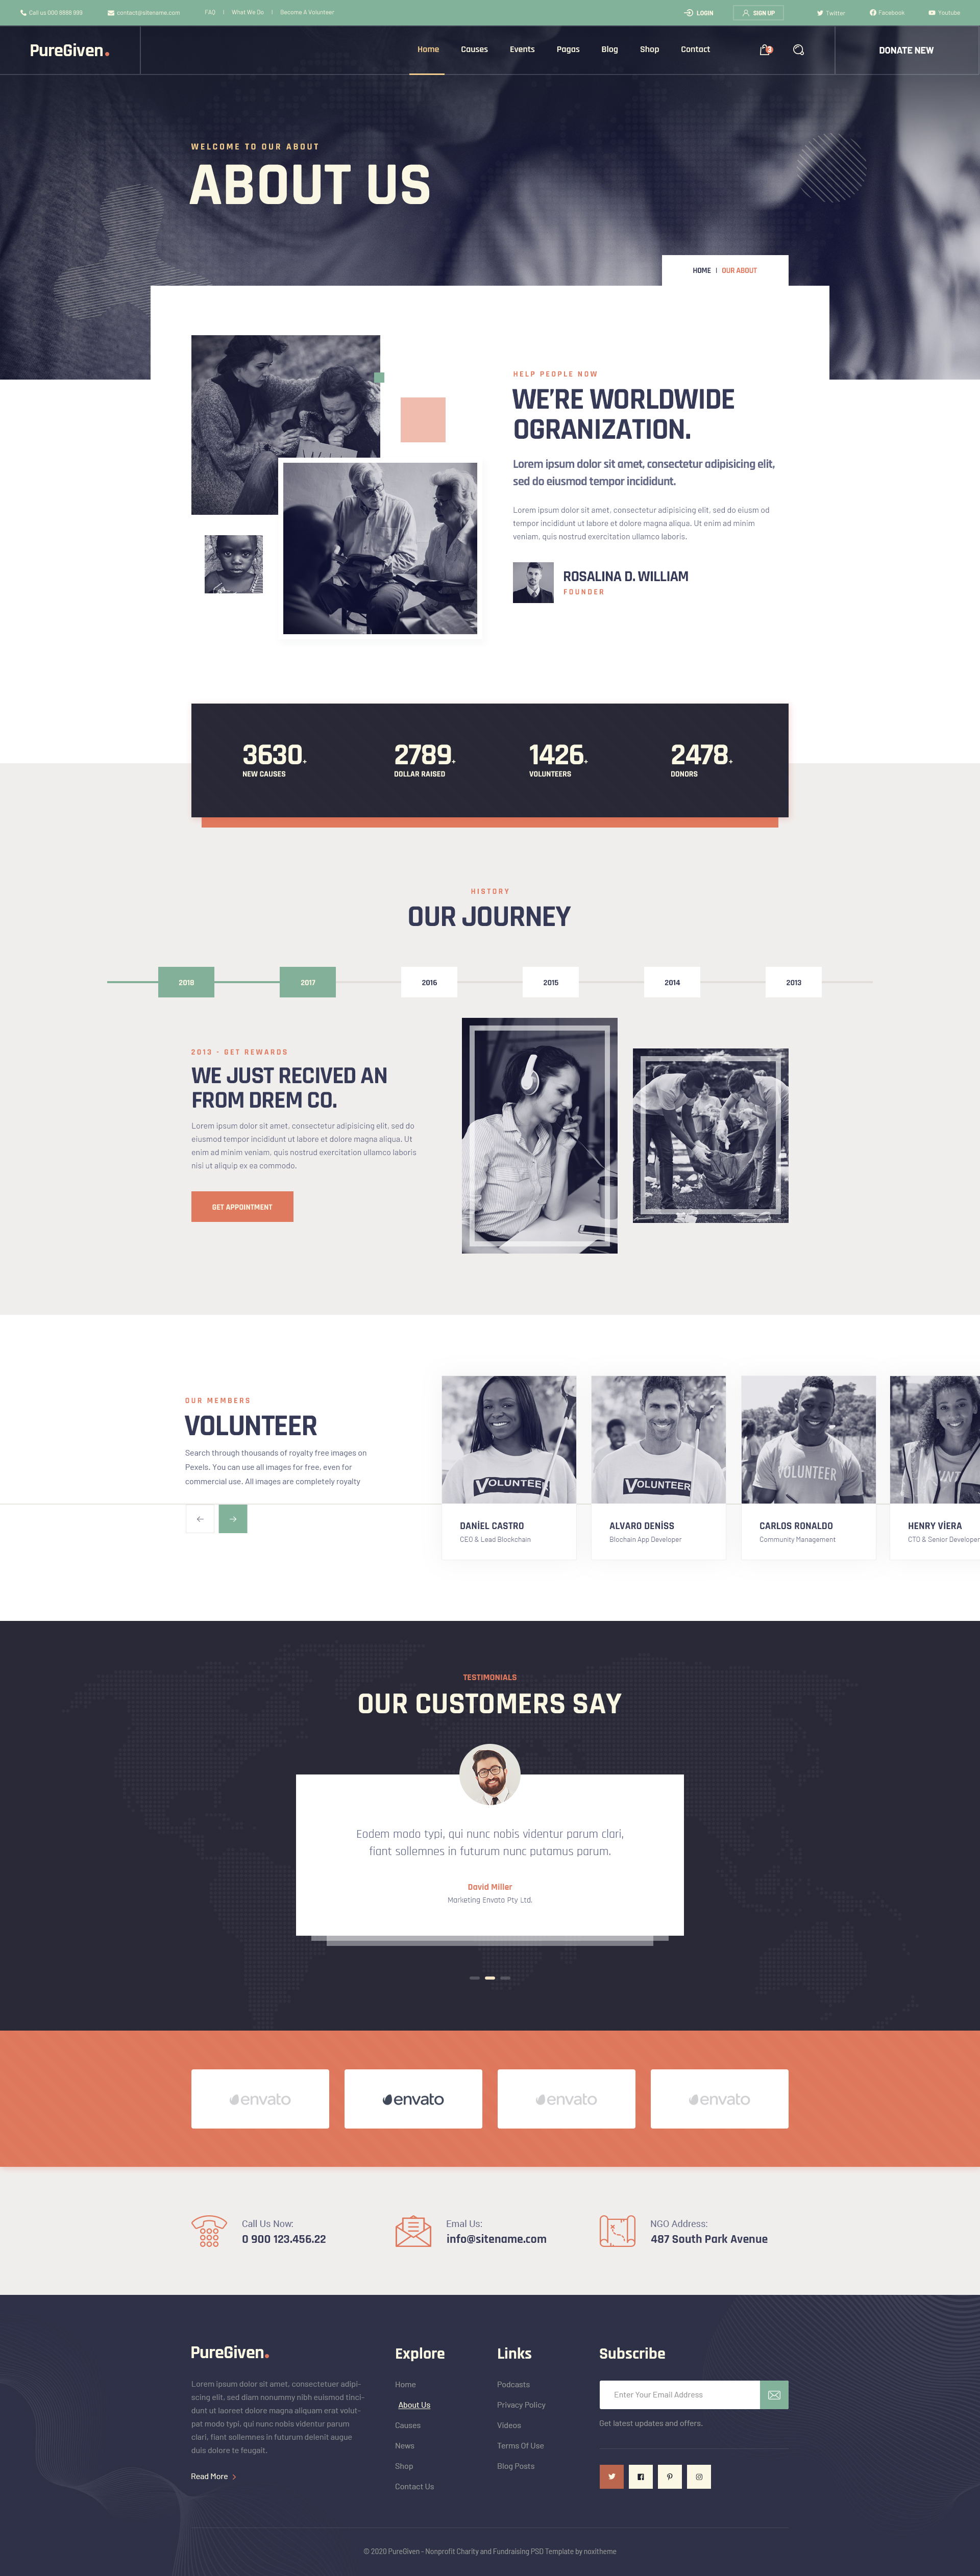 Call us 000 8888 999
contact@sitename.com
FAQ | What We Do | Become A Volunteer
LOGIN
SIGN UP
Twitter
Facebook
Youtube
PureGiven.
Home Causes Events Pagas Blog Shop Contact
DONATE NEW
WELCOME TO OUR ABOUT
ABOUT US
HOME | OUR ABOUT
HELP PEOPLE NOW
WE'RE WORLDWIDE
OGRANIZATION.
Lorem ipsum dolor sit amet, consectetur adipisicing elit,
sed do eiusmod tempor incididunt.
Lorem ipsum dolor sit amet, consectetur adipisicing elit, sed do eiusm od
tempor incididunt ut labore et dolore magna aliqua. Ut enim ad minim
veniam, quis nostrud exercitation ullamco laboris.
ROSALINA D. WILLIAM
FOUNDER
3630+
NEW CAUSES
2789+
DOLLAR RAISED
1426+
VOLUNTEERS
2478+
DONORS
HISTORY
OUR JOURNEY
2018 2017 2016 2015 2014 2013
2013 - GET REWARDS
WE JUST RECIVED AN
FROM DREM CO.
Lorem ipsum dolor sit amet, consectetur adipisicing elit, sed do
eiusmod tempor incididunt ut labore et dolore magna aliqua. Ut
enim ad minim veniam, quis nostrud exercitation ullamco laboris
nisi ut aliquip ex ea commodo.
GET APPOINTMENT
OUR MEMBERS
VOLUNTEER
Search through thousands of royalty free images on
Pexels. You can use all images for free, even for
commercial use. All images are completely royalty
VOLUNTEER
VOLUNTEER
VOLUNTEER
DANİEL CASTRO
CEO & Lead Blockchain
ALVARO DENİSS
Blochain App Developer
CARLOS RONALDO
Community Management
HENRY VİERA
CTO & Senior Developer
TESTIMONIALS
OUR CUSTOMERS SAY
Eodem modo typi, qui nunc nobis videntur parum clari,
fiant sollemnes in futurum nunc putamus parum.
David Miller
Marketing Envato Pty Ltd.
envato
envato
envato
envato
Call Us Now:
0 900 123.456.22
Emal Us:
info@sitename.com
NGO Address:
487 South Park Avenue
PureGiven.
Lorem ipsum dolor sit amet, consectetuer adipi-
scing elit, sed diam nonummy nibh euismod tinci-
dunt ut laoreet dolore magna aliquam erat volut-
pat modo typi, qui nunc nobis videntur parum
clari, fiant sollemnes in futurum delenit augue
duis dolore te feugait.
Read More
Explore
Home
About Us
Causes
News
Shop
Contact Us
Links
Podcasts
Privacy Policy
Videos
Terms Of Use
Blog Posts
Subscribe
Enter Your Email Address
Get latest updates and offers.
© 2020 PureGiven - Nonprofit Charity and Fundraising PSD Template by noxltheme